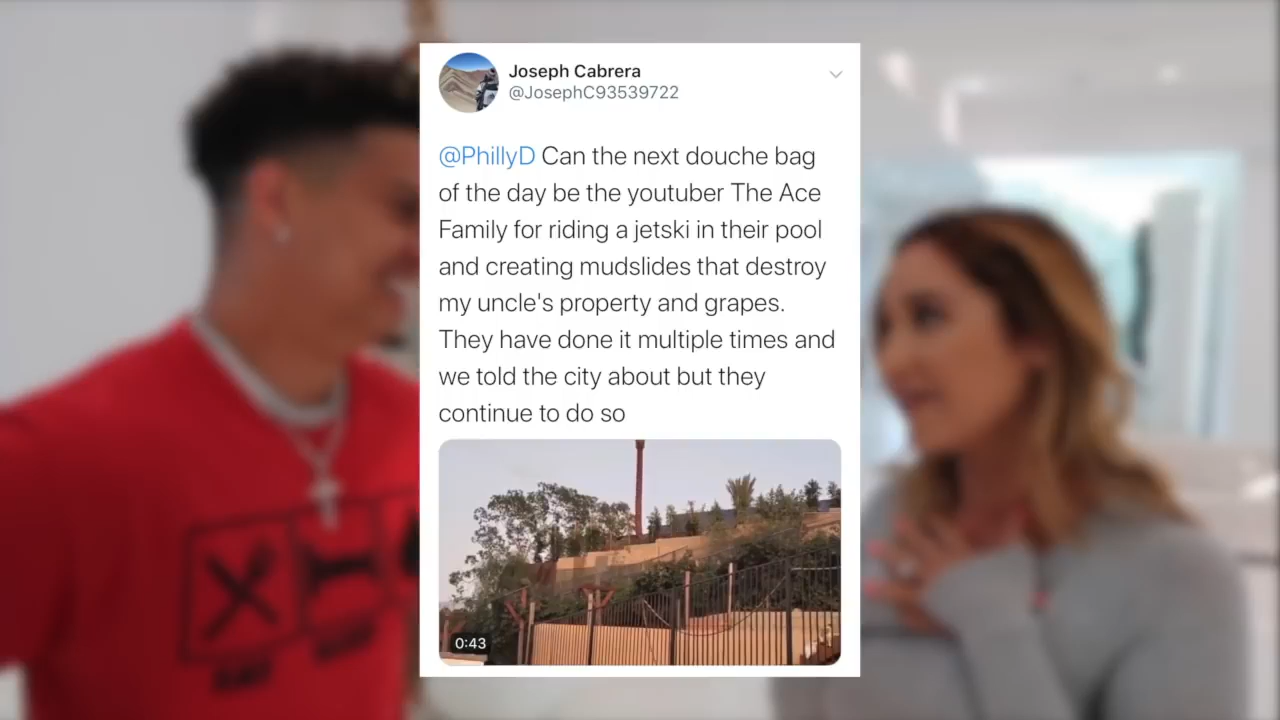 Joseph Cabrera
@JosephC93539722
@PhillyD Can the next douche bag
of the day be the youtuber The Ace
Family for riding a jetski in their pool
and creating mudslides that destroy
my uncle's property and grapes.
They have done it multiple times and
we told the city about but they
continue to do so
0:43